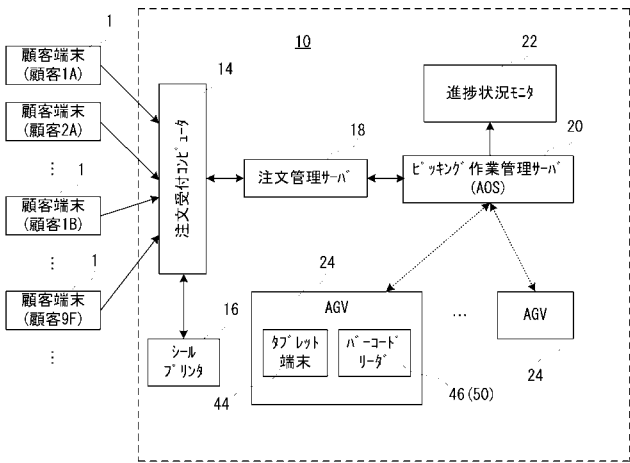 1
顧客端末
(顧客1A)
顧客端末
(顧客2A)
⋮
1
顧客端末
(顧客1B)
⋮
1
顧客端末
(顧客9F)
⋮
10
14
注文受付ｺﾝﾋﾟｭｰﾀ
16
ｼｰﾙ
ﾌﾟﾘﾝﾀ
18
注文管理ｻｰﾊﾞ
22
進捗状況ﾓﾆﾀ
20
ﾋﾟｯｷﾝｸﾞ作業管理ｻｰﾊﾞ
(AOS)
24
AGV
ﾀﾌﾞﾚｯﾄ
端末
ﾊﾞｰｺｰﾄﾞ
ﾘｰﾀﾞ
44
46(50)
…
AGV
24